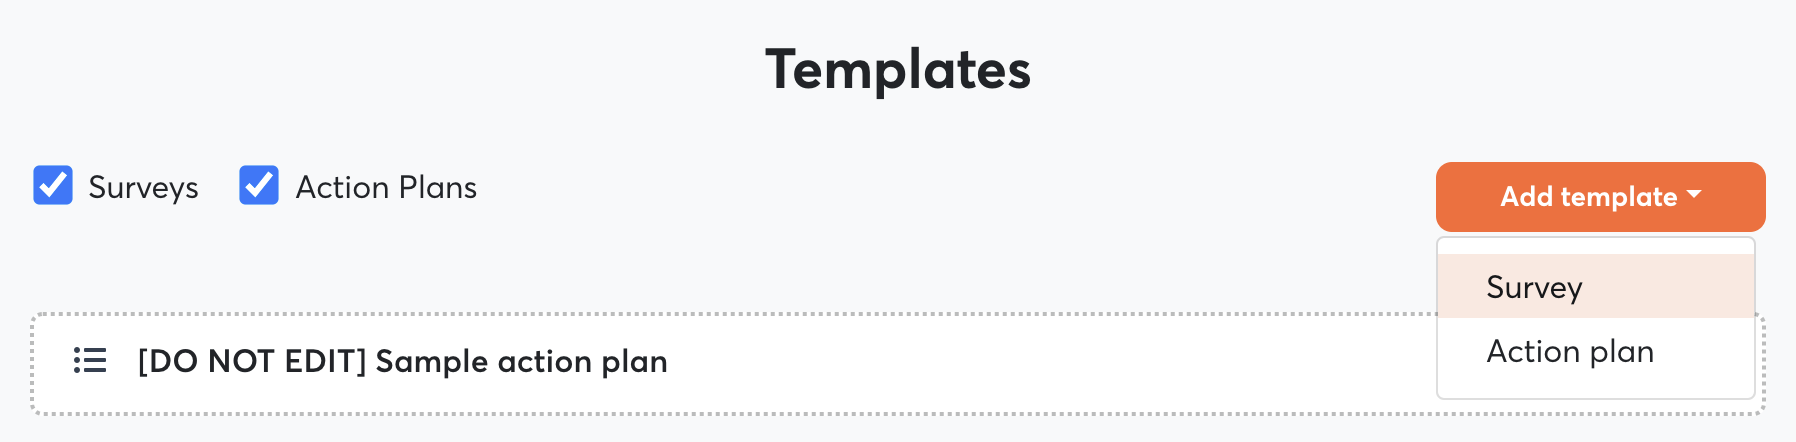 Templates
Surveys
Action Plans
Add template
Survey
Action plan
[DO NOT EDIT] Sample action plan